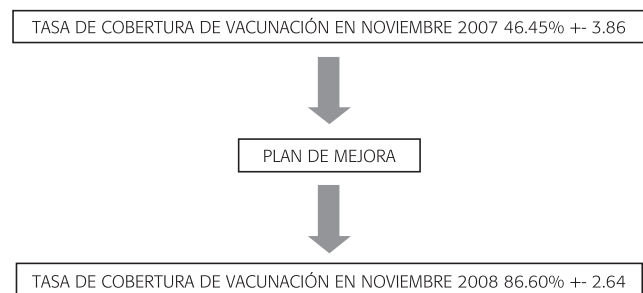 TASA DE COBERTURA DE VACUNACIÓN EN NOVIEMBRE 2007 46.45% +- 3.86
PLAN DE MEJORA
TASA DE COBERTURA DE VACUNACIÓN EN NOVIEMBRE 2008 86.60% +- 2.64